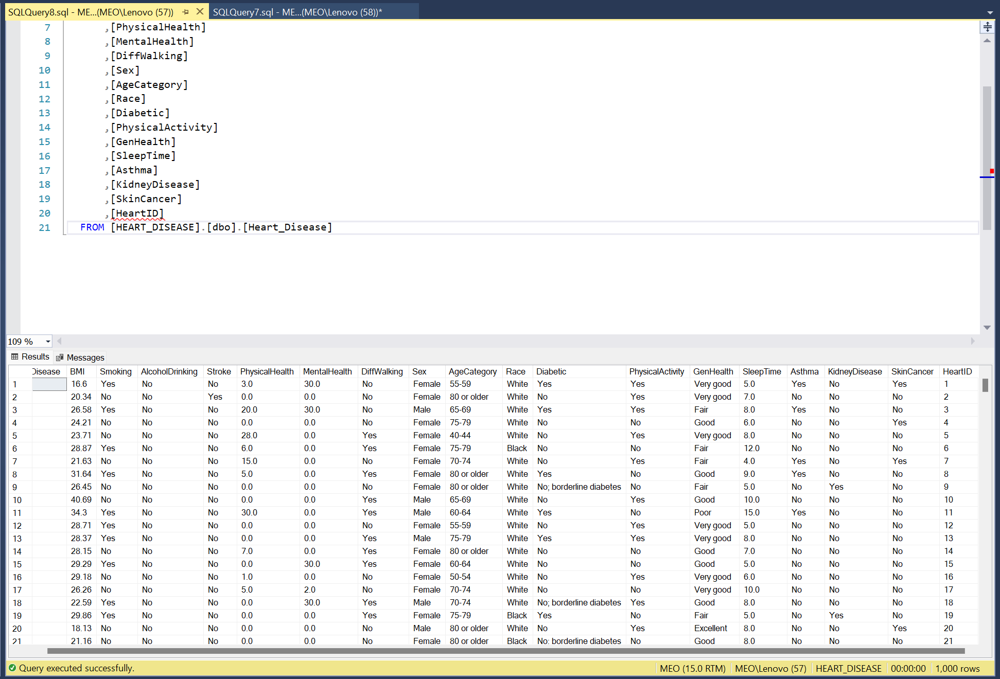 SQLQuery8.sql - ME...(MEO\Lenovo (57)) SQLQuery7.sql - ME...(MEO\Lenovo (58))*
7 ,[PhysicalHealth]
8 ,[MentalHealth]
9 ,[DiffWalking]
10 ,[Sex]
11 ,[AgeCategory]
12 ,[Race]
13 ,[Diabetic]
14 ,[PhysicalActivity]
15 ,[GenHealth]
16 ,[SleepTime]
17 ,[Asthma]
18 ,[KidneyDisease]
19 ,[SkinCancer]
20 ,[HeartID]
21 FROM [HEART_DISEASE].[dbo].[Heart_Disease]
109 %
Results Messages
Disease BMI Smoking AlcoholDrinking Stroke PhysicalHealth MentalHealth DiffWalking Sex AgeCategory Race Diabetic PhysicalActivity GenHealth SleepTime Asthma KidneyDisease SkinCancer HeartID
1 16.6 Yes No No 3.0 30.0 No Female 55-59 White Yes Yes Very good 5.0 Yes No Yes 1
2 20.34 No No Yes 0.0 0.0 No Female 80 or older White No Yes Very good 7.0 No No No 2
3 26.58 Yes No No 20.0 30.0 No Male 65-69 White Yes Yes Fair 8.0 Yes No No 3
4 24.21 No No No 0.0 0.0 No Female 75-79 White No No Good 6.0 No No Yes 4
5 23.71 No No No 28.0 0.0 Yes Female 40-44 White No Yes Very good 8.0 No No No 5
6 28.87 Yes No No 6.0 0.0 Yes Female 75-79 Black No No Fair 12.0 No No No 6
7 21.63 No No No 15.0 0.0 No Female 70-74 White No Yes Fair 4.0 Yes No Yes 7
8 31.64 Yes No No 5.0 0.0 Yes Female 80 or older White Yes No Good 9.0 Yes No No 8
9 26.45 No No No 0.0 0.0 No Female 80 or older White No; borderline diabetes No Fair 5.0 No Yes No 9
10 40.69 No No No 0.0 0.0 Yes Male 65-69 White No Yes Good 10.0 No No No 10
11 34.3 Yes No No 30.0 0.0 Yes Male 60-64 White Yes No Poor 15.0 Yes No No 11
12 28.71 Yes No No 0.0 0.0 No Female 55-59 White No Yes Very good 5.0 No No No 12
13 28.37 Yes No No 0.0 0.0 Yes Male 75-79 White Yes Yes Very good 8.0 No No No 13
14 28.15 No No No 7.0 0.0 Yes Female 80 or older White No No Good 7.0 No No No 14
15 29.29 Yes No No 0.0 30.0 Yes Female 60-64 White No No Good 5.0 No No No 15
16 29.18 No No No 1.0 0.0 No Female 50-54 White No Yes Very good 6.0 No No No 16
17 26.26 No No No 5.0 2.0 No Female 70-74 White No No Very good 10.0 No No No 17
18 22.59 Yes No No 0.0 30.0 Yes Male 70-74 White No; borderline diabetes Yes Good 8.0 No No No 18
19 29.86 Yes No No 0.0 0.0 Yes Female 75-79 Black Yes No Fair 5.0 No Yes No 19
20 18.13 No No No 0.0 0.0 No Male 80 or older White No Yes Excellent 8.0 No No Yes 20
21 21.16 No No No 0.0 0.0 No Female 80 or older Black No; borderline diabetes No Good 8.0 No No No 21
Query executed successfully. MEO (15.0 RTM) MEO\Lenovo (57) HEART_DISEASE 00:00:00 1,000 rows